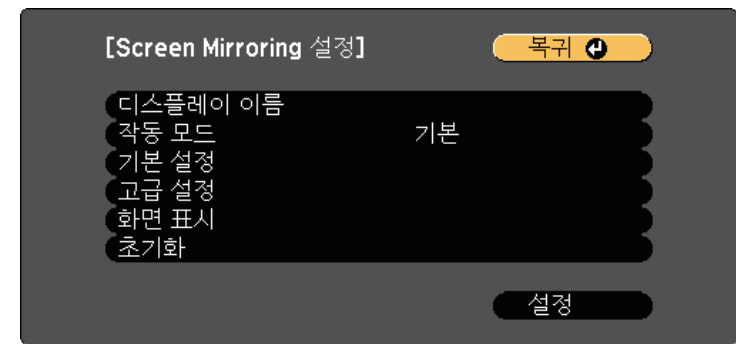 [Screen Mirroring 설정]
복귀
디스플레이 이름
작동 모드 기본
기본 설정
고급 설정
화면 표시
초기화
설정